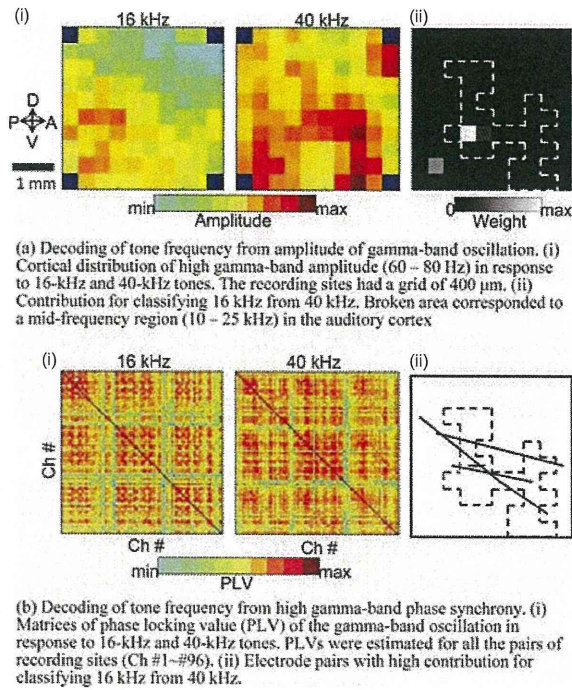 (i) 16 kHz 40 kHz (ii)
D
P A
V
1 mm
min max 0 max
Amplitude Weight
(a) Decoding of tone frequency from amplitude of gamma-band oscillation. (i)
Cortical distribution of high gamma-band amplitude (60 – 80 Hz) in response
to 16-kHz and 40-kHz tones. The recording sites had a grid of 400 μm. (ii)
Contribution for classifying 16 kHz from 40 kHz. Broken area corresponded to
a mid-frequency region (10 – 25 kHz) in the auditory cortex
(i) 16 kHz 40 kHz (ii)
Ch #
Ch # Ch #
min max
PLV
(b) Decoding of tone frequency from high gamma-band phase synchrony. (i)
Matrices of phase locking value (PLV) of the gamma-band oscillation in
response to 16-kHz and 40-kHz tones. PLVs were estimated for all the pairs of
recording sites (Ch #1~#96). (ii) Electrode pairs with high contribution for
classifying 16 kHz from 40 kHz.